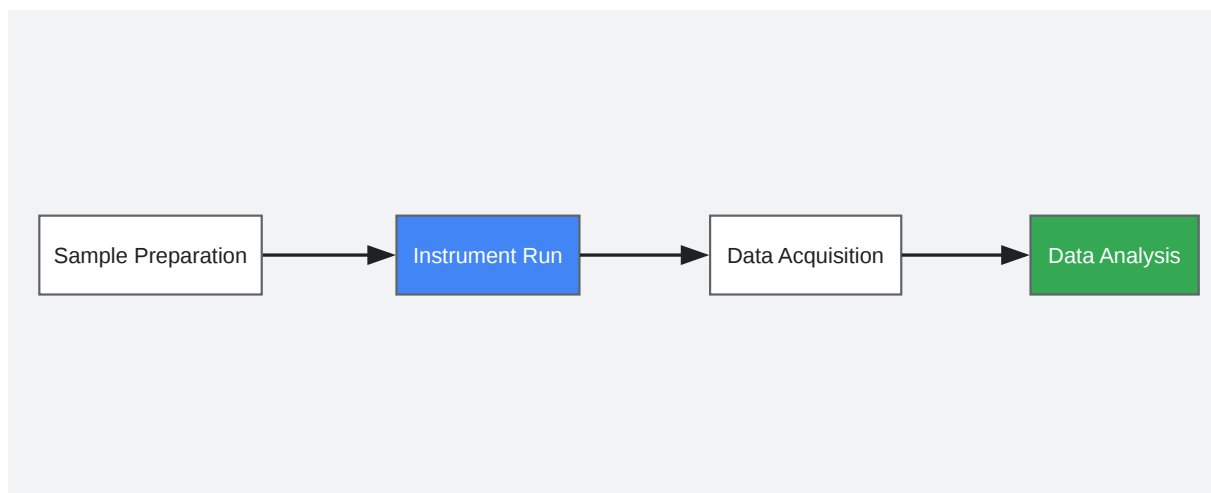 Sample Preparation
Instrument Run
Data Acquisition
Data Analysis